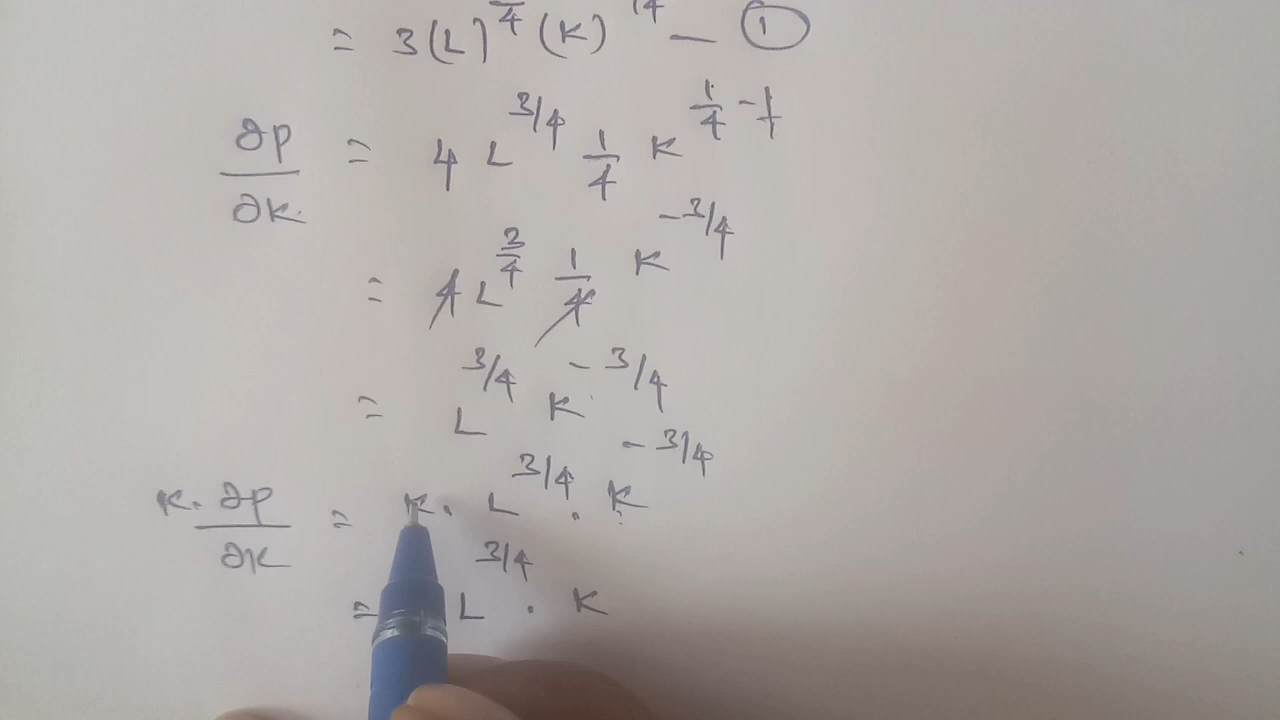 = 3(L)^{3/4} (K)^{1/4} — ①
∂P/∂K. = 4 L^{3/4} 1/4 K^{1/4 - 1}
= 4 L^{3/4} 1/4 K^{-3/4}
= L^{3/4} K^{-3/4}
K. ∂P/∂K = K. L^{3/4} . K^{-3/4}
= L^{3/4} . K